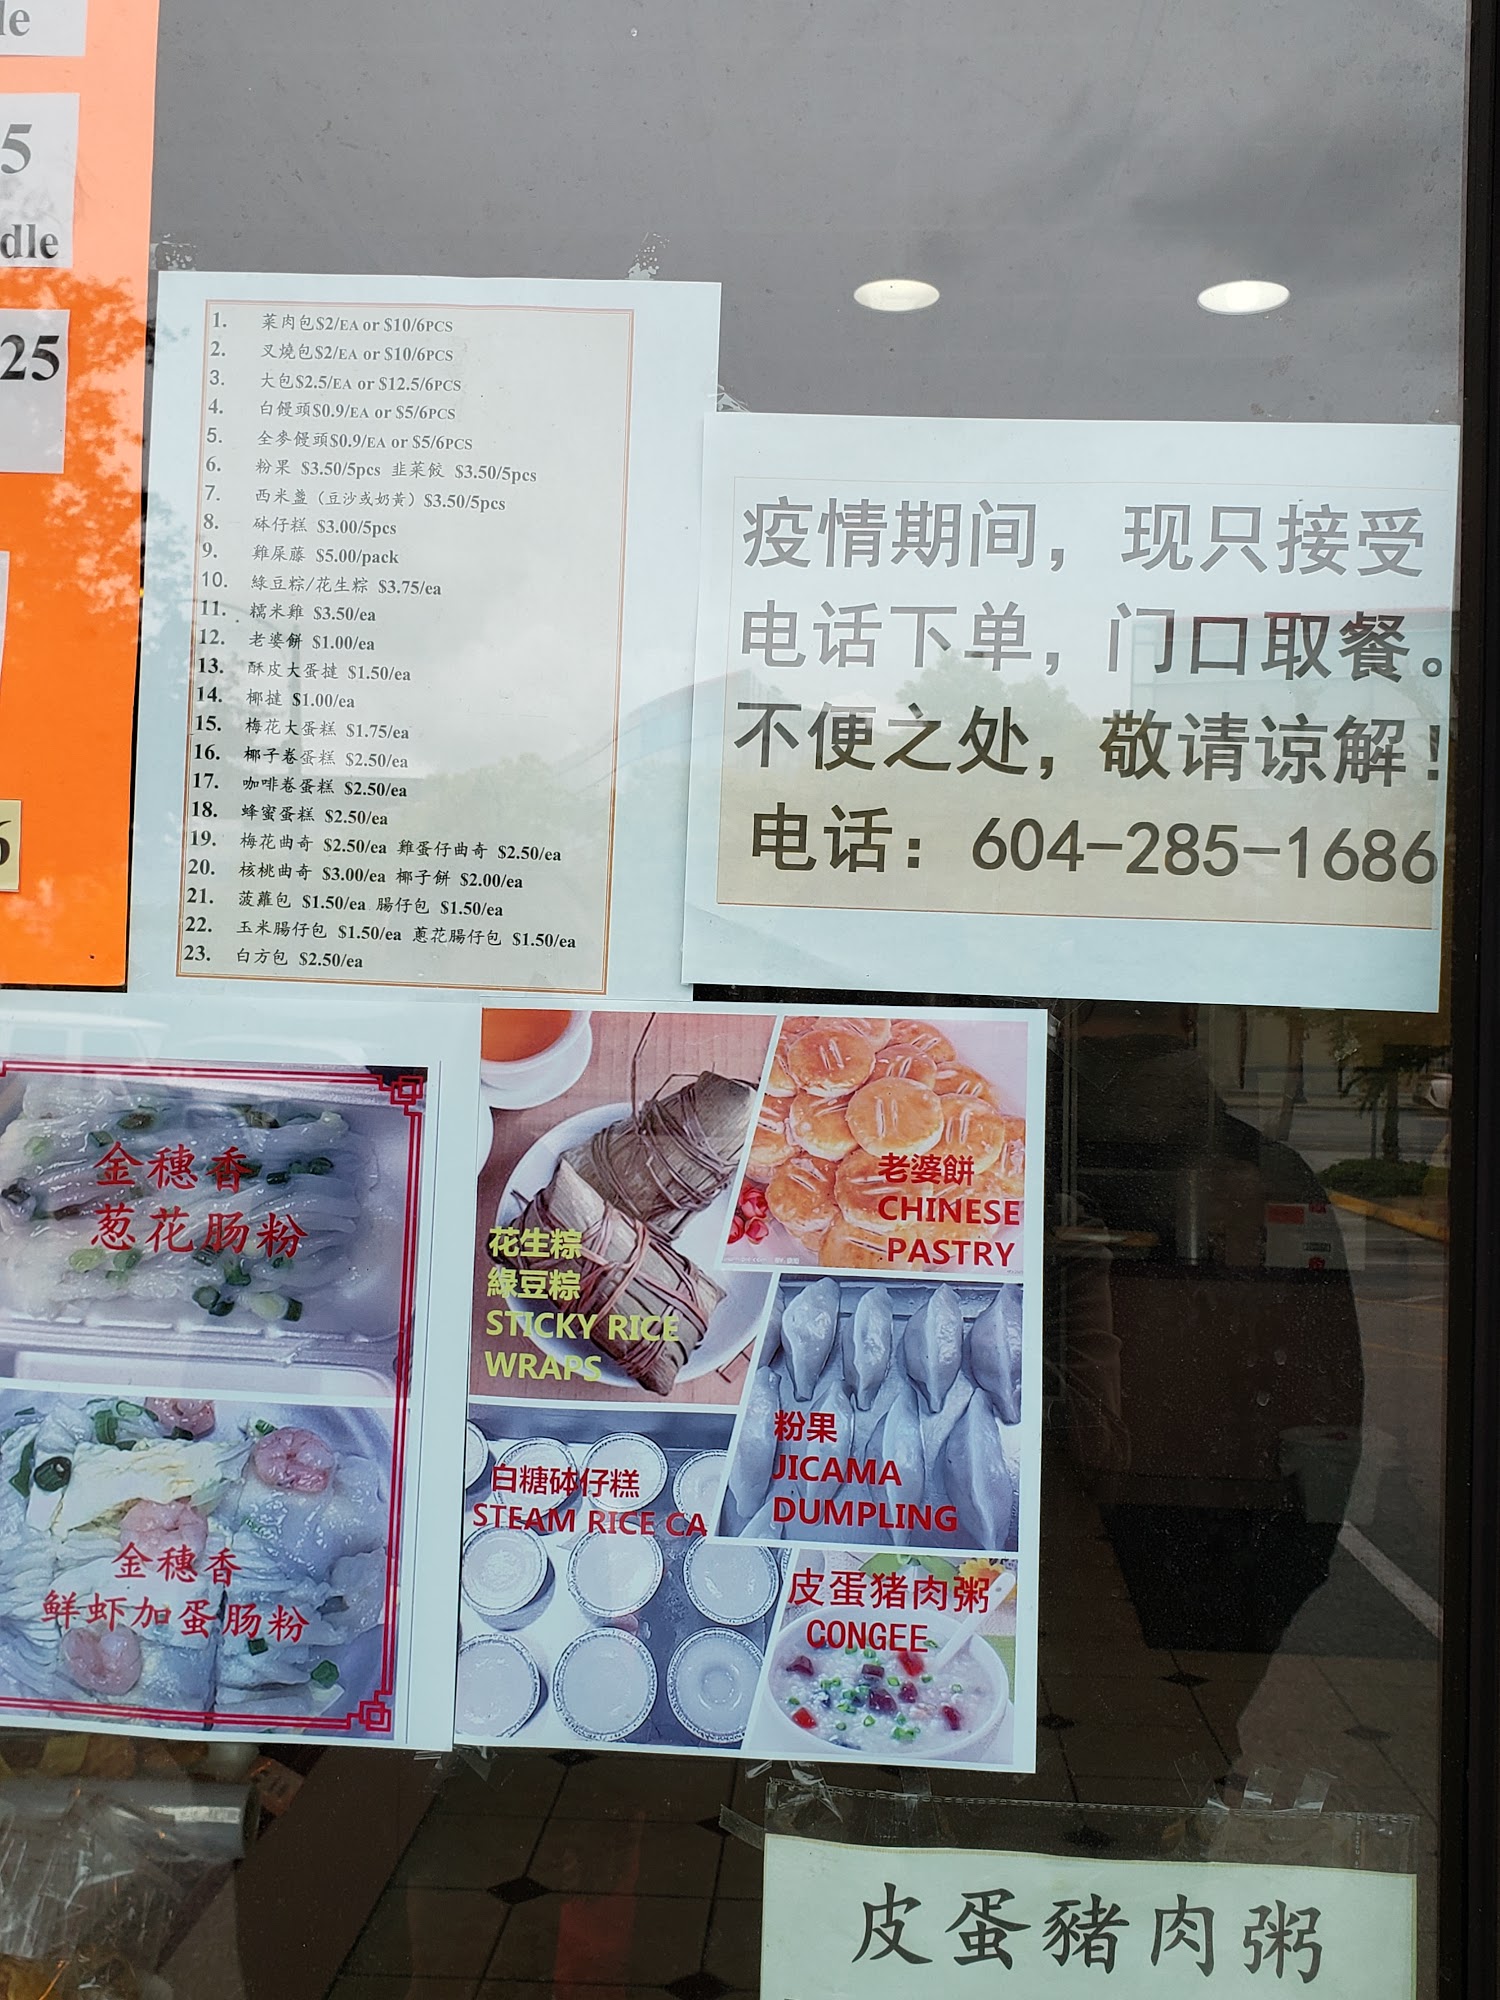 le
5
dle
25
6
1. 菜肉包$2/EA or $10/6PCS
2. 叉燒包$2/EA or $10/6PCS
3. 大包$2.5/EA or $12.5/6PCS
4. 白饅頭$0.9/EA or $5/6PCS
5. 全麥饅頭$0.9/EA or $5/6PCS
6. 粉果 $3.50/5pcs 韭菜餃 $3.50/5pcs
7. 西米盞（豆沙或奶黃）$3.50/5pcs
8. 砵仔糕 $3.00/5pcs
9. 雞屎藤 $5.00/pack
10. 綠豆粽/花生粽 $3.75/ea
11. 糯米雞 $3.50/ea
12. 老婆餅 $1.00/ea
13. 酥皮大蛋撻 $1.50/ea
14. 椰撻 $1.00/ea
15. 梅花大蛋糕 $1.75/ea
16. 椰子卷蛋糕 $2.50/ea
17. 咖啡卷蛋糕 $2.50/ea
18. 蜂蜜蛋糕 $2.50/ea
19. 梅花曲奇 $2.50/ea 雞蛋仔曲奇 $2.50/ea
20. 核桃曲奇 $3.00/ea 椰子餅 $2.00/ea
21. 菠蘿包 $1.50/ea 腸仔包 $1.50/ea
22. 玉米腸仔包 $1.50/ea 蔥花腸仔包 $1.50/ea
23. 白方包 $2.50/ea
疫情期间，现只接受
电话下单，门口取餐。
不便之处，敬请谅解！
电话：604-285-1686
金穗香
葱花肠粉
金穗香
鲜虾加蛋肠粉
花生粽
綠豆粽
STICKY RICE
WRAPS
老婆餅
CHINESE
PASTRY
粉果
JICAMA
DUMPLING
白糖砵仔糕
STEAM RICE CA
皮蛋猪肉粥
CONGEE
皮蛋豬肉粥